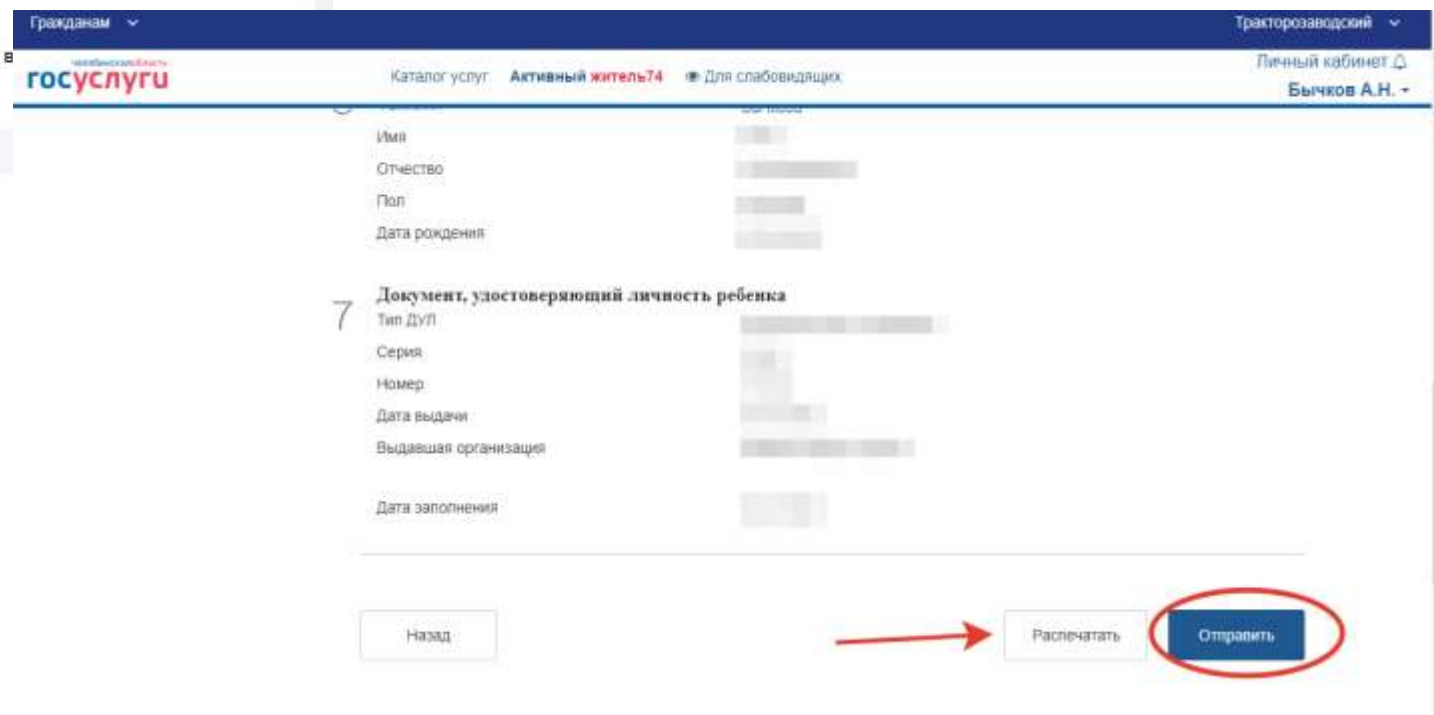 Гражданам Тракторозаводский
в
Челябинская область
госуслуги Каталог услуг Активный житель74 Для слабовидящих Личный кабинет
Бычков А.Н.
Имя
Отчество
Пол
Дата рождения
7 Документ, удостоверяющий личность ребенка
Тип ДУЛ
Серия
Номер
Дата выдачи
Выдавшая организация
Дата заполнения
Назад Распечатать Отправить